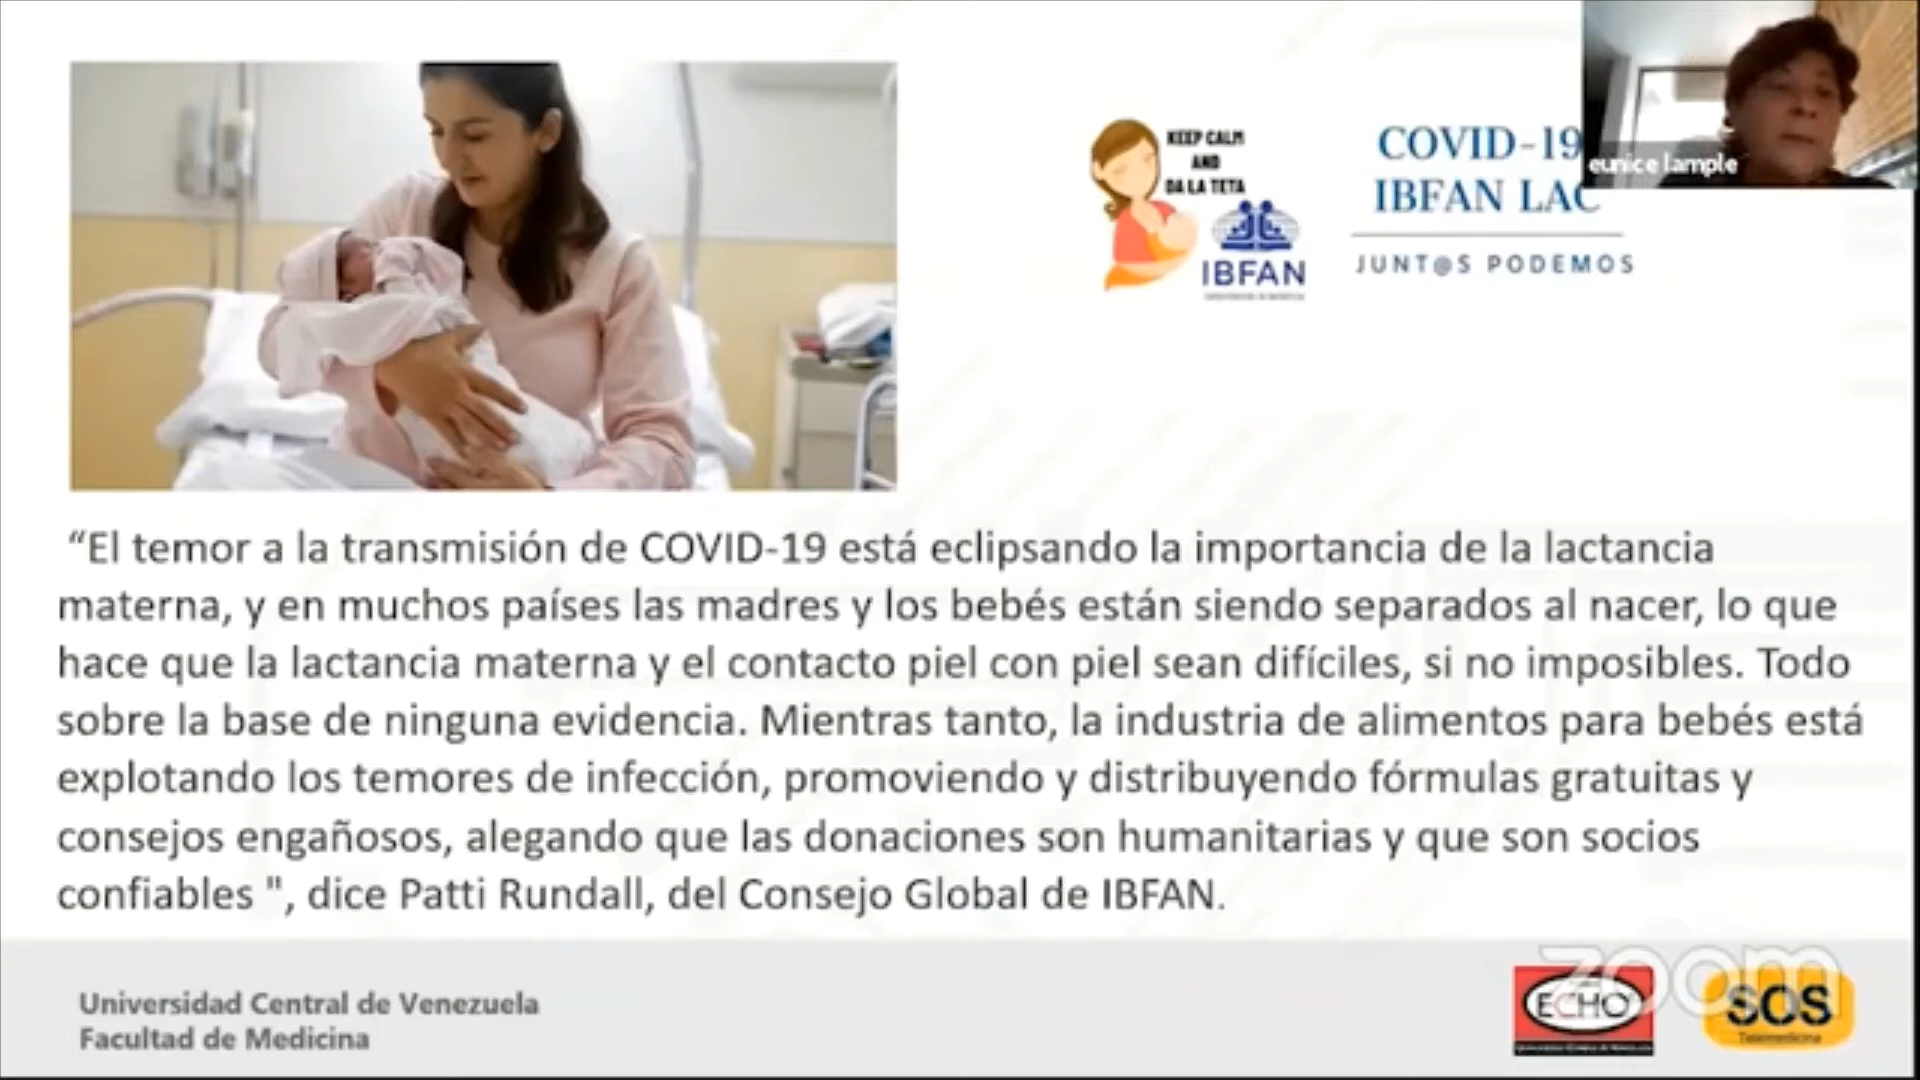 KEEP CALM
AND
DA LA TETA
IBFAN
COVID-19
IBFAN LAC
JUNT@S PODEMOS
eunice lample
“El temor a la transmisión de COVID-19 está eclipsando la importancia de la lactancia
materna, y en muchos países las madres y los bebés están siendo separados al nacer, lo que
hace que la lactancia materna y el contacto piel con piel sean difíciles, si no imposibles. Todo
sobre la base de ninguna evidencia. Mientras tanto, la industria de alimentos para bebés está
explotando los temores de infección, promoviendo y distribuyendo fórmulas gratuitas y
consejos engañosos, alegando que las donaciones son humanitarias y que son socios
confiables ", dice Patti Rundall, del Consejo Global de IBFAN.
Universidad Central de Venezuela
Facultad de Medicina
ECHO
zoom
SOS
Telemedicina